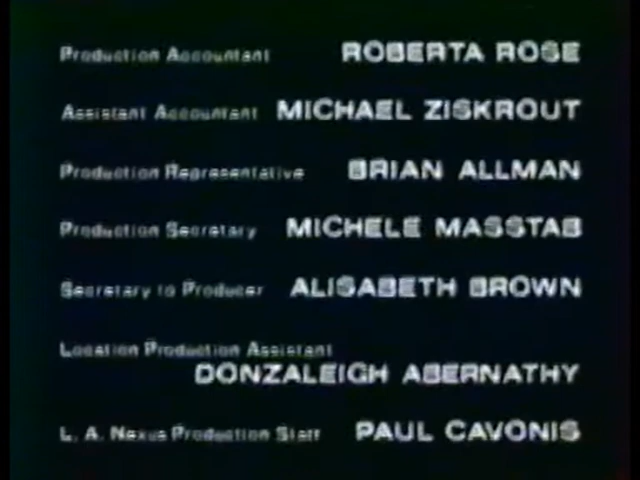 Production Accountant ROBERTA ROSE
Assistant Accountant MICHAEL ZISKROUT
Production Representative BRIAN ALLMAN
Production Secretary MICHELE MASSTAB
Secretary to Producer ALISABETH BROWN
Location Production Assistant
DONZALEIGH ABERNATHY
L. A. Nexus Production Staff PAUL CAVONIS